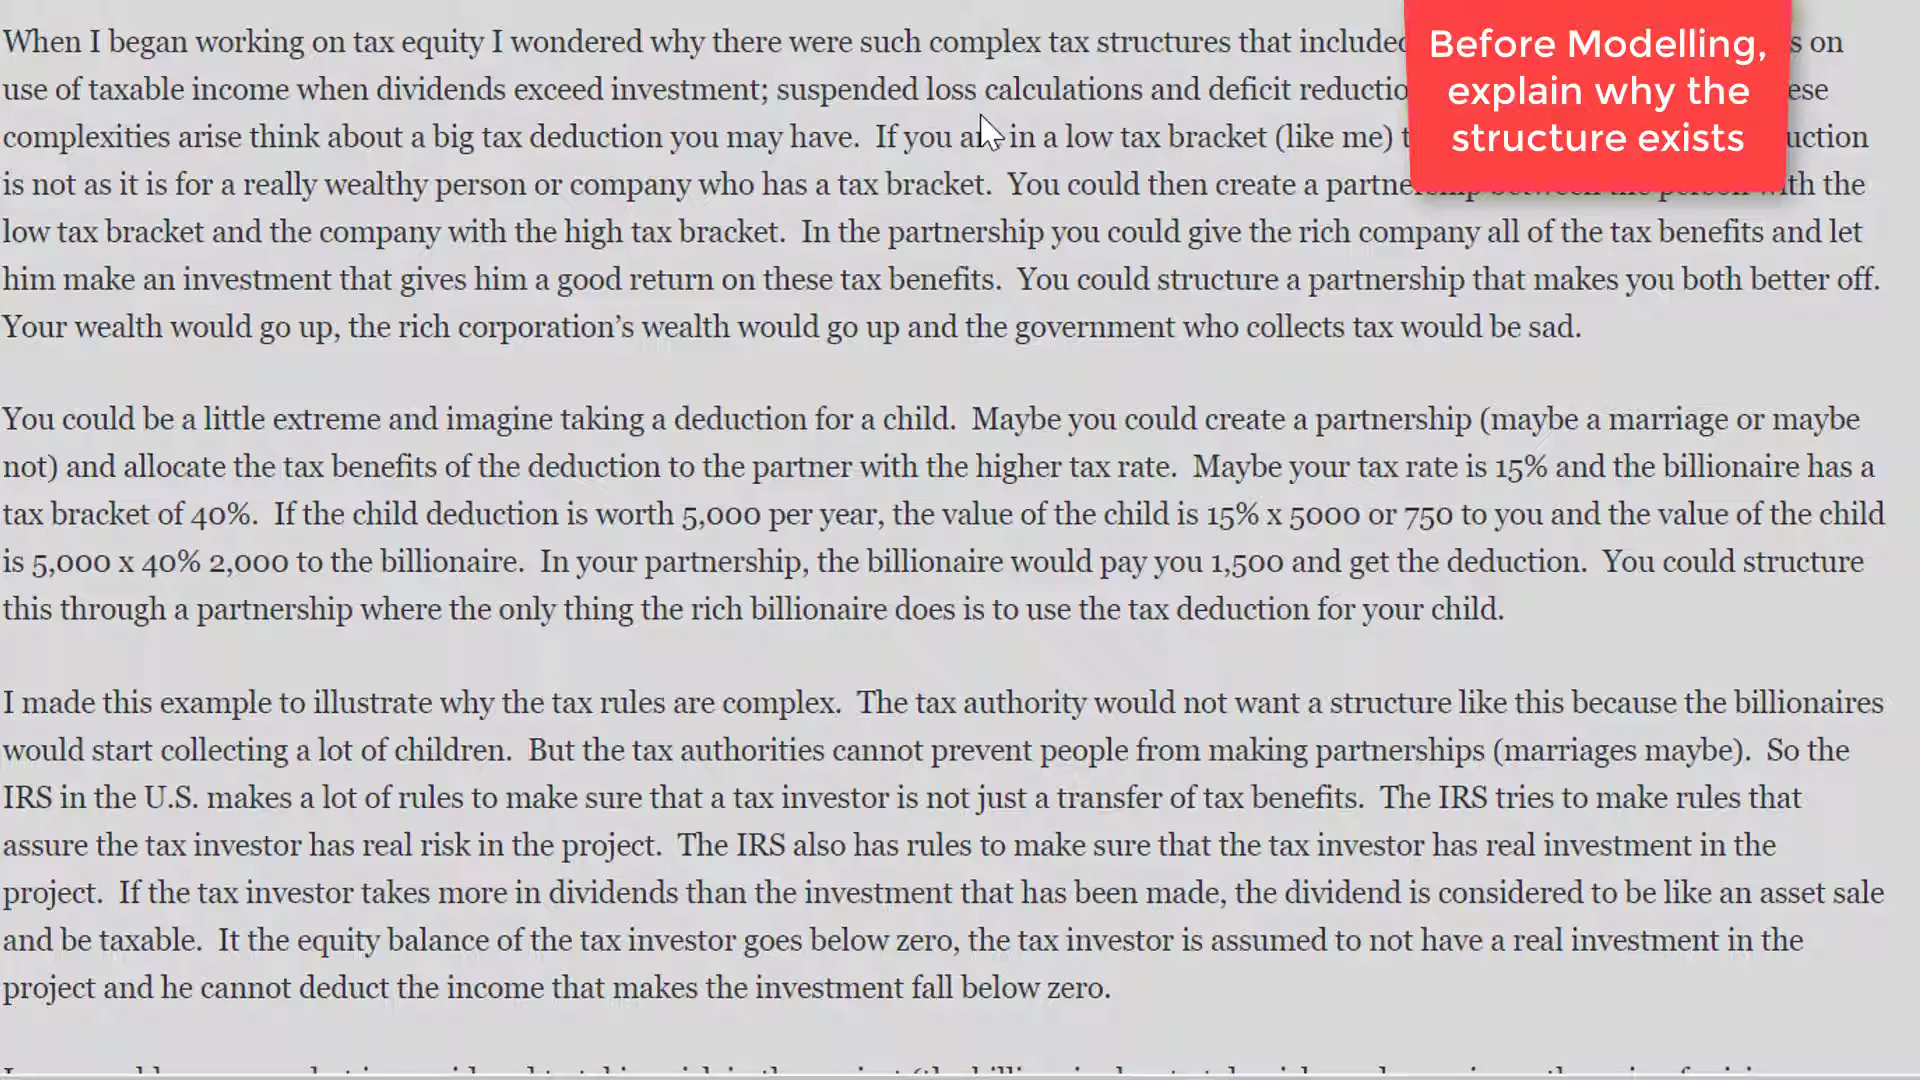 When I began working on tax equity I wondered why there were such complex tax structures that included s on
use of taxable income when dividends exceed investment; suspended loss calculations and deficit reductio ese
complexities arise think about a big tax deduction you may have. If you are in a low tax bracket (like me) t uction
is not as it is for a really wealthy person or company who has a tax bracket. You could then create a partnership between the person with the
low tax bracket and the company with the high tax bracket. In the partnership you could give the rich company all of the tax benefits and let
him make an investment that gives him a good return on these tax benefits. You could structure a partnership that makes you both better off.
Your wealth would go up, the rich corporation's wealth would go up and the government who collects tax would be sad.
You could be a little extreme and imagine taking a deduction for a child. Maybe you could create a partnership (maybe a marriage or maybe
not) and allocate the tax benefits of the deduction to the partner with the higher tax rate. Maybe your tax rate is 15% and the billionaire has a
tax bracket of 40%. If the child deduction is worth 5,000 per year, the value of the child is 15% x 5000 or 750 to you and the value of the child
is 5,000 x 40% 2,000 to the billionaire. In your partnership, the billionaire would pay you 1,500 and get the deduction. You could structure
this through a partnership where the only thing the rich billionaire does is to use the tax deduction for your child.
I made this example to illustrate why the tax rules are complex. The tax authority would not want a structure like this because the billionaires
would start collecting a lot of children. But the tax authorities cannot prevent people from making partnerships (marriages maybe). So the
IRS in the U.S. makes a lot of rules to make sure that a tax investor is not just a transfer of tax benefits. The IRS tries to make rules that
assure the tax investor has real risk in the project. The IRS also has rules to make sure that the tax investor has real investment in the
project. If the tax investor takes more in dividends than the investment that has been made, the dividend is considered to be like an asset sale
and be taxable. It the equity balance of the tax investor goes below zero, the tax investor is assumed to not have a real investment in the
project and he cannot deduct the income that makes the investment fall below zero.
Before Modelling,
explain why the
structure exists